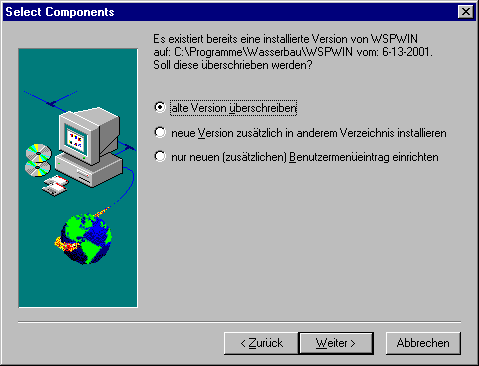 Select Components
Es existiert bereits eine installierte Version von WSPWIN
auf: C:\Programme\Wasserbau\WSPWIN vom: 6-13-2001.
Soll diese überschrieben werden?
alte Version überschreiben
neue Version zusätzlich in anderem Verzeichnis installieren
nur neuen (zusätzlichen) Benutzermenüeintrag einrichten
< Zurück
Weiter >
Abbrechen